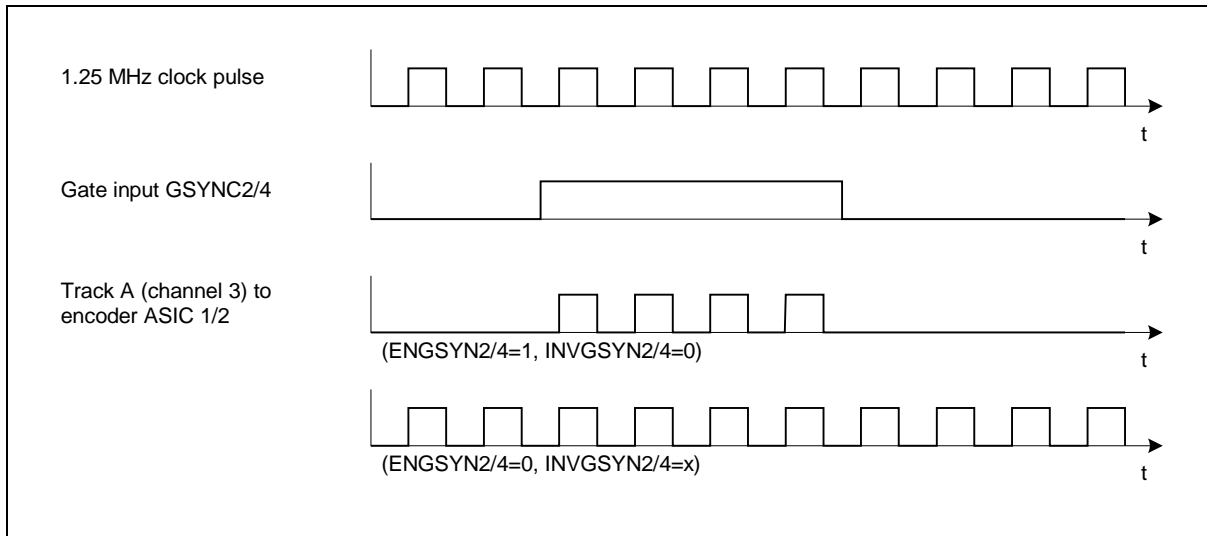 1.25 MHz clock pulse
t
Gate input GSYNC2/4
t
Track A (channel 3) to
encoder ASIC 1/2
(ENGSYN2/4=1, INVGSYN2/4=0)
t
(ENGSYN2/4=0, INVGSYN2/4=x)
t